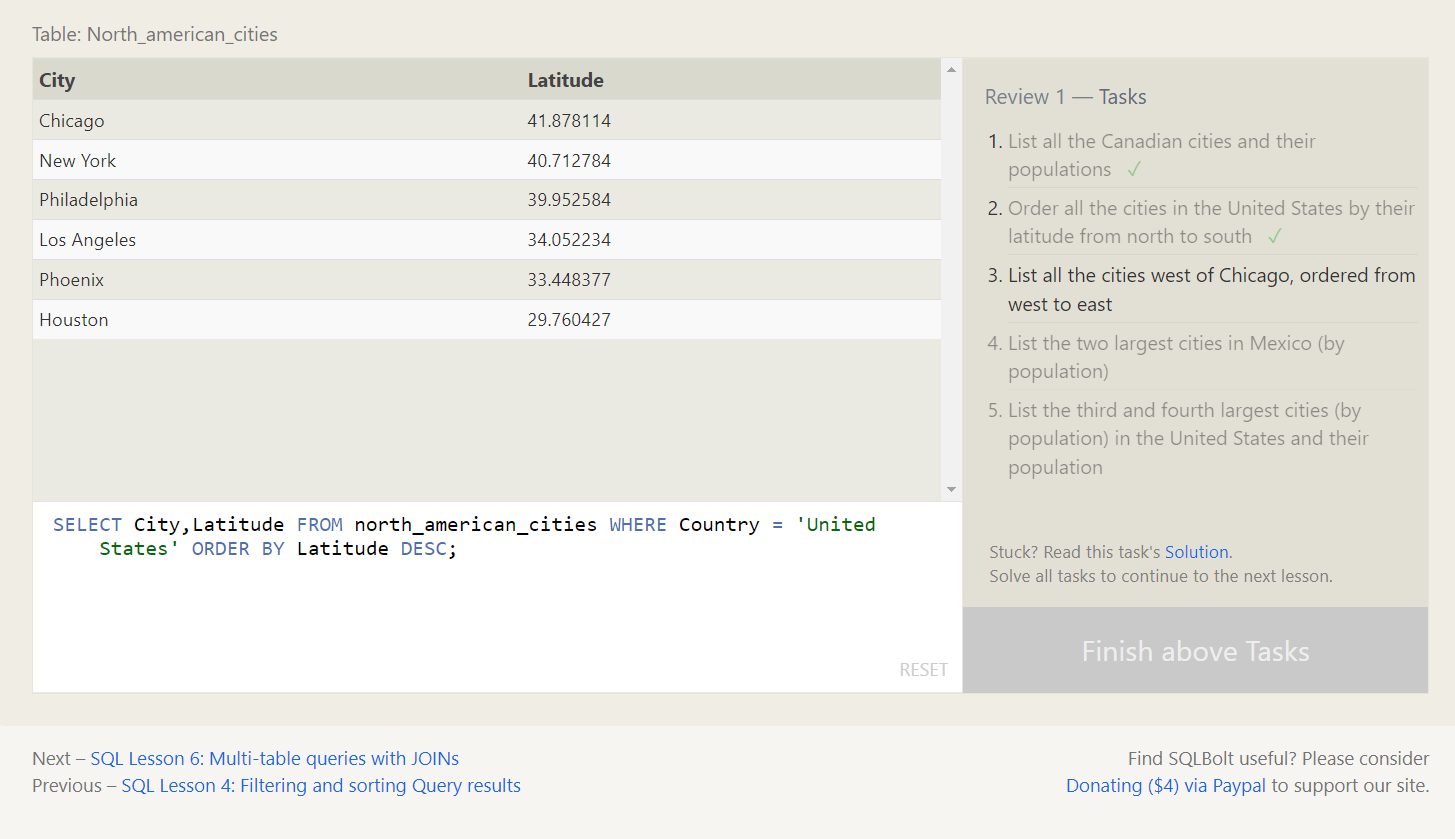 Table: North_american_cities
City Latitude
Chicago 41.878114
New York 40.712784
Philadelphia 39.952584
Los Angeles 34.052234
Phoenix 33.448377
Houston 29.760427
SELECT City,Latitude FROM north_american_cities WHERE Country = 'United
States' ORDER BY Latitude DESC;
RESET
Review 1 — Tasks
1. List all the Canadian cities and their
populations ✓
2. Order all the cities in the United States by their
latitude from north to south ✓
3. List all the cities west of Chicago, ordered from
west to east
4. List the two largest cities in Mexico (by
population)
5. List the third and fourth largest cities (by
population) in the United States and their
population
Stuck? Read this task's Solution.
Solve all tasks to continue to the next lesson.
Finish above Tasks
Next – SQL Lesson 6: Multi-table queries with JOINs
Previous – SQL Lesson 4: Filtering and sorting Query results
Find SQLBolt useful? Please consider
Donating ($4) via Paypal to support our site.